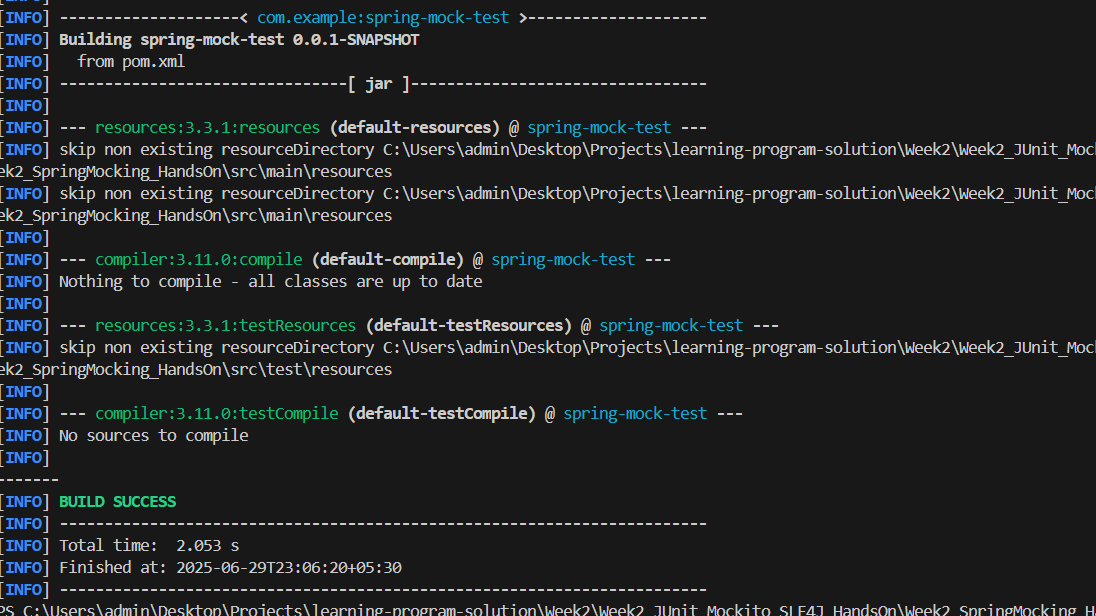 [INFO] --------------------< com.example:spring-mock-test >--------------------
[INFO] Building spring-mock-test 0.0.1-SNAPSHOT
[INFO]   from pom.xml
[INFO] --------------------------------[ jar ]---------------------------------
[INFO]
[INFO] --- resources:3.3.1:resources (default-resources) @ spring-mock-test ---
[INFO] skip non existing resourceDirectory C:\Users\admin\Desktop\Projects\learning-program-solution\Week2\Week2_JUnit_Moc
ek2_SpringMocking_HandsOn\src\main\resources
[INFO] skip non existing resourceDirectory C:\Users\admin\Desktop\Projects\learning-program-solution\Week2\Week2_JUnit_Moc
ek2_SpringMocking_HandsOn\src\main\resources
[INFO]
[INFO] --- compiler:3.11.0:compile (default-compile) @ spring-mock-test ---
[INFO] Nothing to compile - all classes are up to date
[INFO]
[INFO] --- resources:3.3.1:testResources (default-testResources) @ spring-mock-test ---
[INFO] skip non existing resourceDirectory C:\Users\admin\Desktop\Projects\learning-program-solution\Week2\Week2_JUnit_Moc
ek2_SpringMocking_HandsOn\src\test\resources
[INFO]
[INFO] --- compiler:3.11.0:testCompile (default-testCompile) @ spring-mock-test ---
[INFO] No sources to compile
[INFO]
-------
[INFO] BUILD SUCCESS
[INFO] ------------------------------------------------------------------------
[INFO] Total time:  2.053 s
[INFO] Finished at: 2025-06-29T23:06:20+05:30
[INFO] ------------------------------------------------------------------------
PS C:\Users\admin\Desktop\Projects\learning-program-solution\Week2\Week2_JUnit_Mockito_SLF4J_HandsOn\Week2_SpringMocking_H